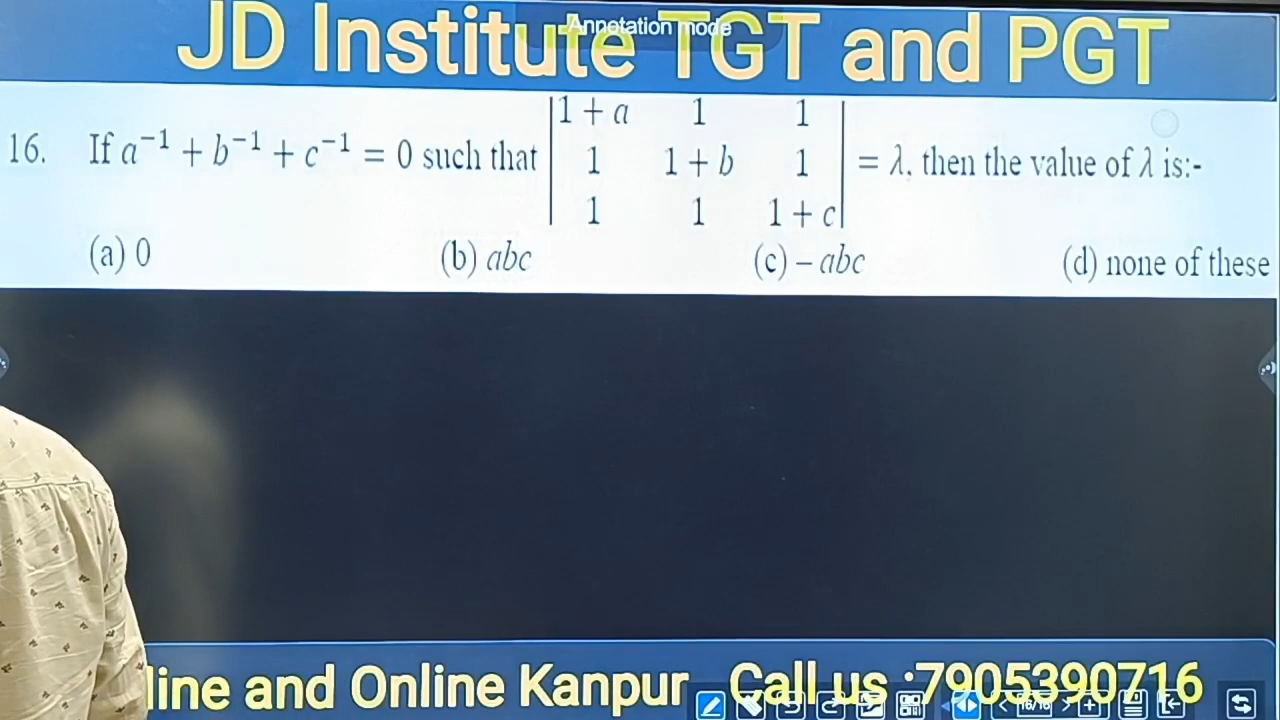 JD Institute TGT and PGT
Annotation mode
16. If a⁻¹ + b⁻¹ + c⁻¹ = 0 such that |1 + a 1 1|
|1 1 + b 1| = λ, then the value of λ is:-
|1 1 1 + c|
(a) 0 (b) abc (c) – abc (d) none of these
line and Online Kanpur Call us :7905390716
16/16